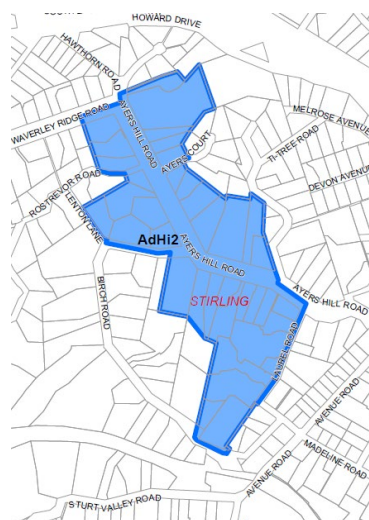 HOWARD DRIVE
HAWTHORN ROAD
WAVERLEY RIDGE ROAD
AYERS HILL ROAD
MELROSE AVENUE
TI-TREE ROAD
AYERS COURT
DEVON AVENUE
ROSTREVOR ROAD
LENTON LANE
AdHi2
AYERS HILL ROAD
BIRCH ROAD
AYERS HILL ROAD
STIRLING
LAUREL ROAD
AVENUE ROAD
MADELINE ROAD
AVENUE ROAD
STURT VALLEY ROAD